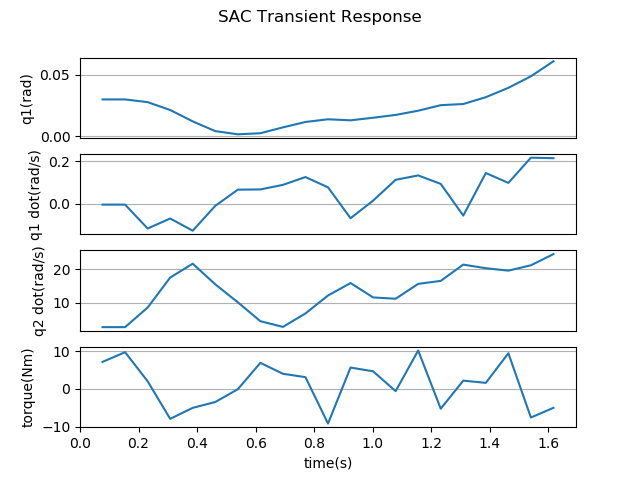 SAC Transient Response
q1(rad)
0.05
0.00
q1 dot(rad/s)
0.2
0.0
q2 dot(rad/s)
20
10
torque(Nm)
10
0
−10
0.0 0.2 0.4 0.6 0.8 1.0 1.2 1.4 1.6
time(s)